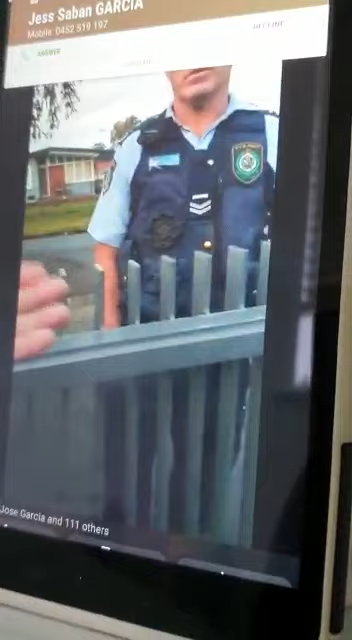 Jess Saban GARCIA
Mobile 0452 519 197
DECLINE
ANSWER
Jose Garcia and 111 others